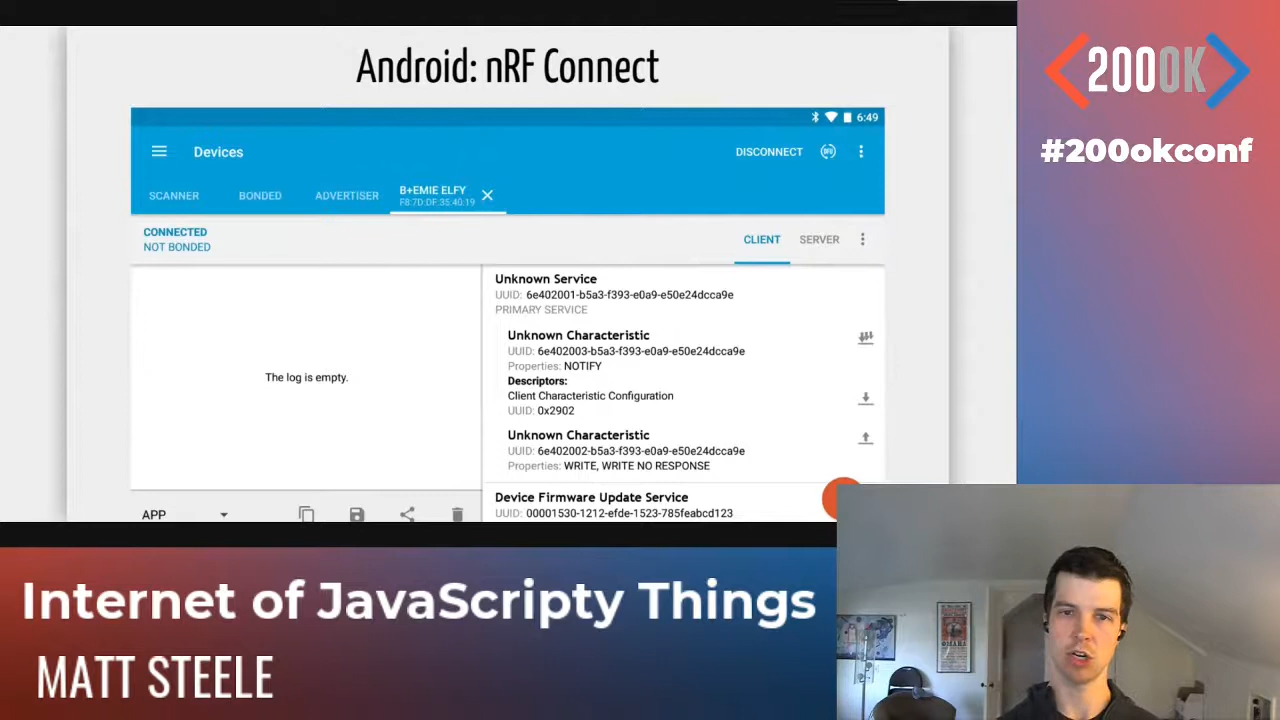 Android: nRF Connect
6:49
Devices
DISCONNECT
SCANNER
BONDED
ADVERTISER
B+EMIE ELFY
F8:7D:DF:35:40:19
CONNECTED
NOT BONDED
CLIENT
SERVER
The log is empty.
APP
Unknown Service
UUID: 6e402001-b5a3-f393-e0a9-e50e24dcca9e
PRIMARY SERVICE
Unknown Characteristic
UUID: 6e402003-b5a3-f393-e0a9-e50e24dcca9e
Properties: NOTIFY
Descriptors:
Client Characteristic Configuration
UUID: 0x2902
Unknown Characteristic
UUID: 6e402002-b5a3-f393-e0a9-e50e24dcca9e
Properties: WRITE, WRITE NO RESPONSE
Device Firmware Update Service
UUID: 00001530-1212-efde-1523-785feabcd123
200OK
#200okconf
Internet of JavaScripty Things
MATT STEELE